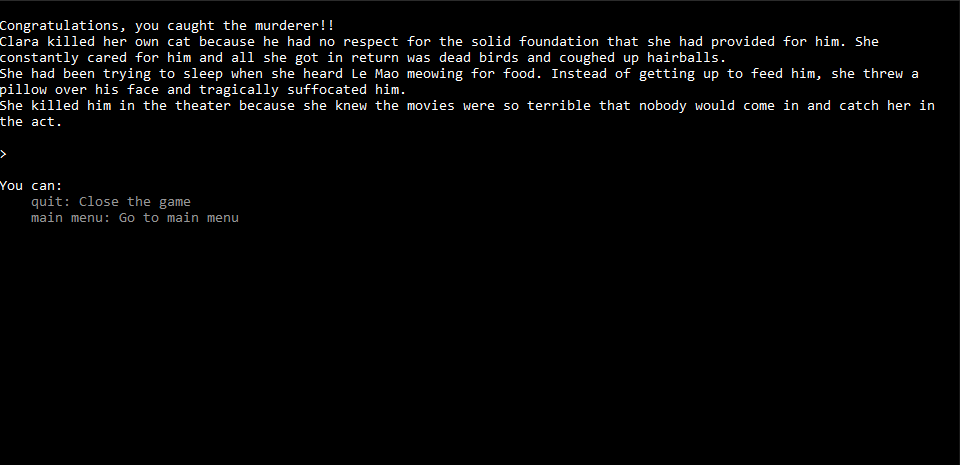 Congratulations, you caught the murderer!!
Clara killed her own cat because he had no respect for the solid foundation that she had provided for him. She
constantly cared for him and all she got in return was dead birds and coughed up hairballs.
She had been trying to sleep when she heard Le Mao meowing for food. Instead of getting up to feed him, she threw a
pillow over his face and tragically suffocated him.
She killed him in the theater because she knew the movies were so terrible that nobody would come in and catch her in
the act.
>
You can:
quit: Close the game
main menu: Go to main menu